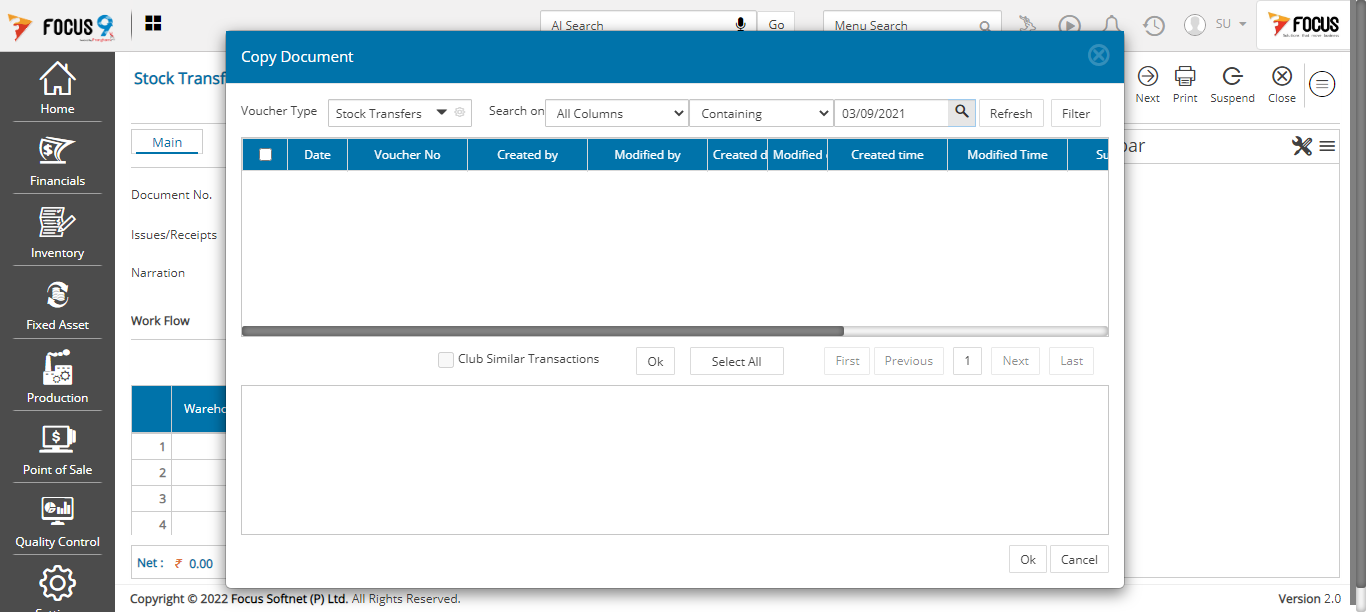 FOCUS 9
AI Search
Go
Menu Search
SU
FOCUS
Home
Financials
Inventory
Fixed Asset
Production
Point of Sale
Quality Control
Stock Transf
Next
Print
Suspend
Close
Main
bar
Document No.
Issues/Receipts
Narration
Work Flow
Wareho
1
2
3
4
Net : ₹ 0.00
Copy Document
Voucher Type
Stock Transfers
Search on
All Columns
Containing
03/09/2021
Refresh
Filter
Date
Voucher No
Created by
Modified by
Created d
Modified
Created time
Modified Time
Su
Club Similar Transactions
Ok
Select All
First
Previous
1
Next
Last
Ok
Cancel
Copyright © 2022 Focus Softnet (P) Ltd. All Rights Reserved.
Version 2.0